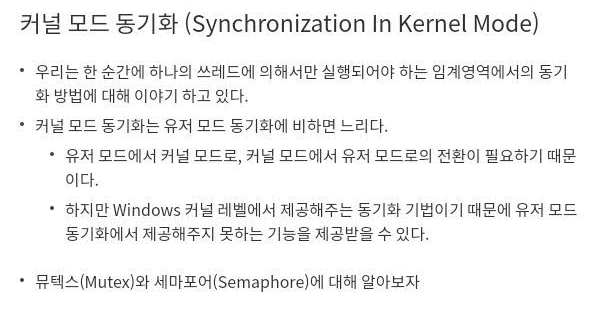 커널 모드 동기화 (Synchronization In Kernel Mode)
• 우리는 한 순간에 하나의 쓰레드에 의해서만 실행되어야 하는 임계영역에서의 동기
화 방법에 대해 이야기 하고 있다.
• 커널 모드 동기화는 유저 모드 동기화에 비하면 느리다.
• 유저 모드에서 커널 모드로, 커널 모드에서 유저 모드로의 전환이 필요하기 때문
이다.
• 하지만 Windows 커널 레벨에서 제공해주는 동기화 기법이기 때문에 유저 모드
동기화에서 제공해주지 못하는 기능을 제공받을 수 있다.
• 뮤텍스(Mutex)와 세마포어(Semaphore)에 대해 알아보자